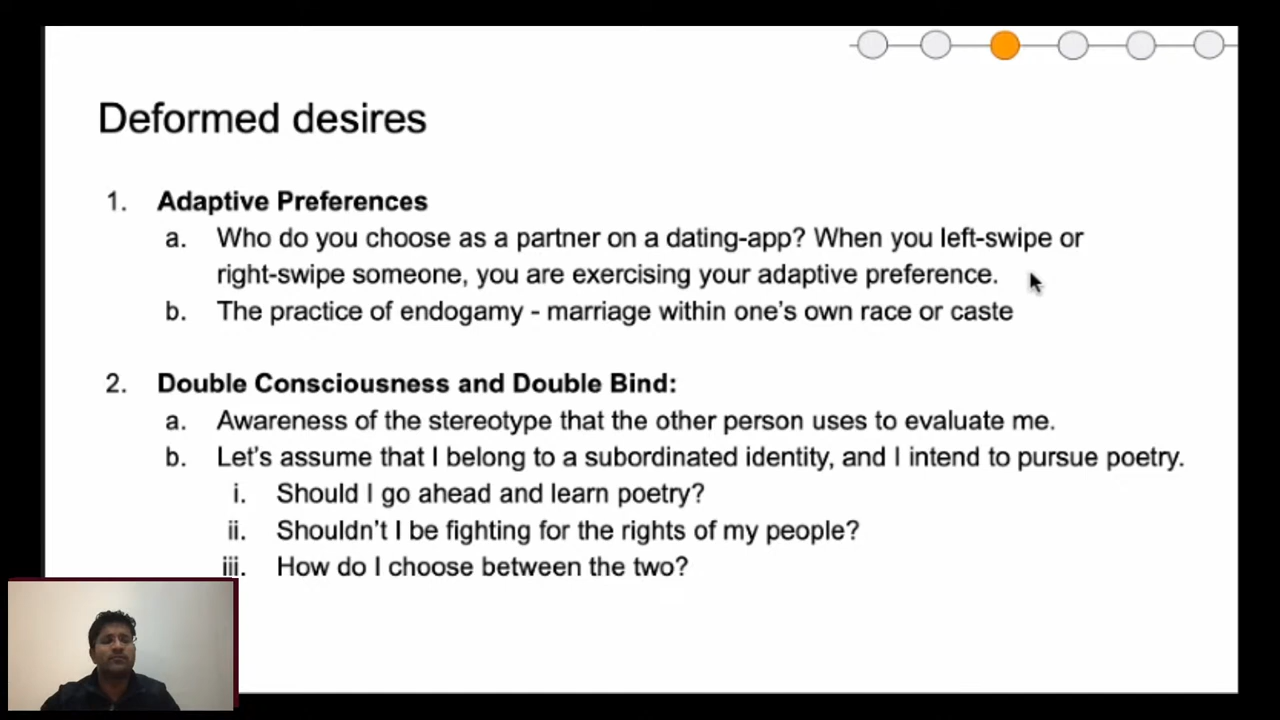 Deformed desires
1. Adaptive Preferences
a. Who do you choose as a partner on a dating-app? When you left-swipe or
right-swipe someone, you are exercising your adaptive preference.
b. The practice of endogamy - marriage within one's own race or caste
2. Double Consciousness and Double Bind:
a. Awareness of the stereotype that the other person uses to evaluate me.
b. Let's assume that I belong to a subordinated identity, and I intend to pursue poetry.
i. Should I go ahead and learn poetry?
ii. Shouldn't I be fighting for the rights of my people?
iii. How do I choose between the two?